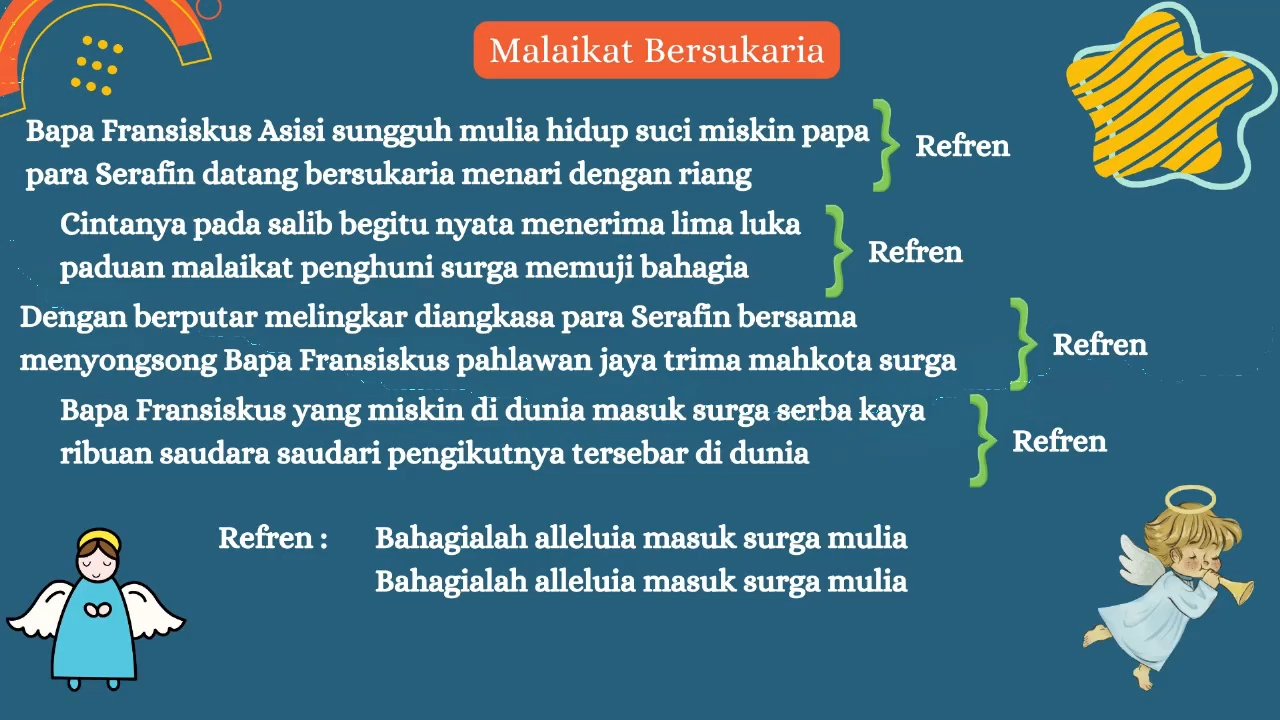 Malaikat Bersukaria
Bapa Fransiskus Asisi sungguh mulia hidup suci miskin papa
para Serafin datang bersukaria menari dengan riang
Refren
Cintanya pada salib begitu nyata menerima lima luka
paduan malaikat penghuni surga memuji bahagia
Refren
Dengan berputar melingkar diangkasa para Serafin bersama
menyongsong Bapa Fransiskus pahlawan jaya trima mahkota surga
Refren
Bapa Fransiskus yang miskin di dunia masuk surga serba kaya
ribuan saudara saudari pengikutnya tersebar di dunia
Refren
Refren : Bahagialah alleluia masuk surga mulia
Bahagialah alleluia masuk surga mulia